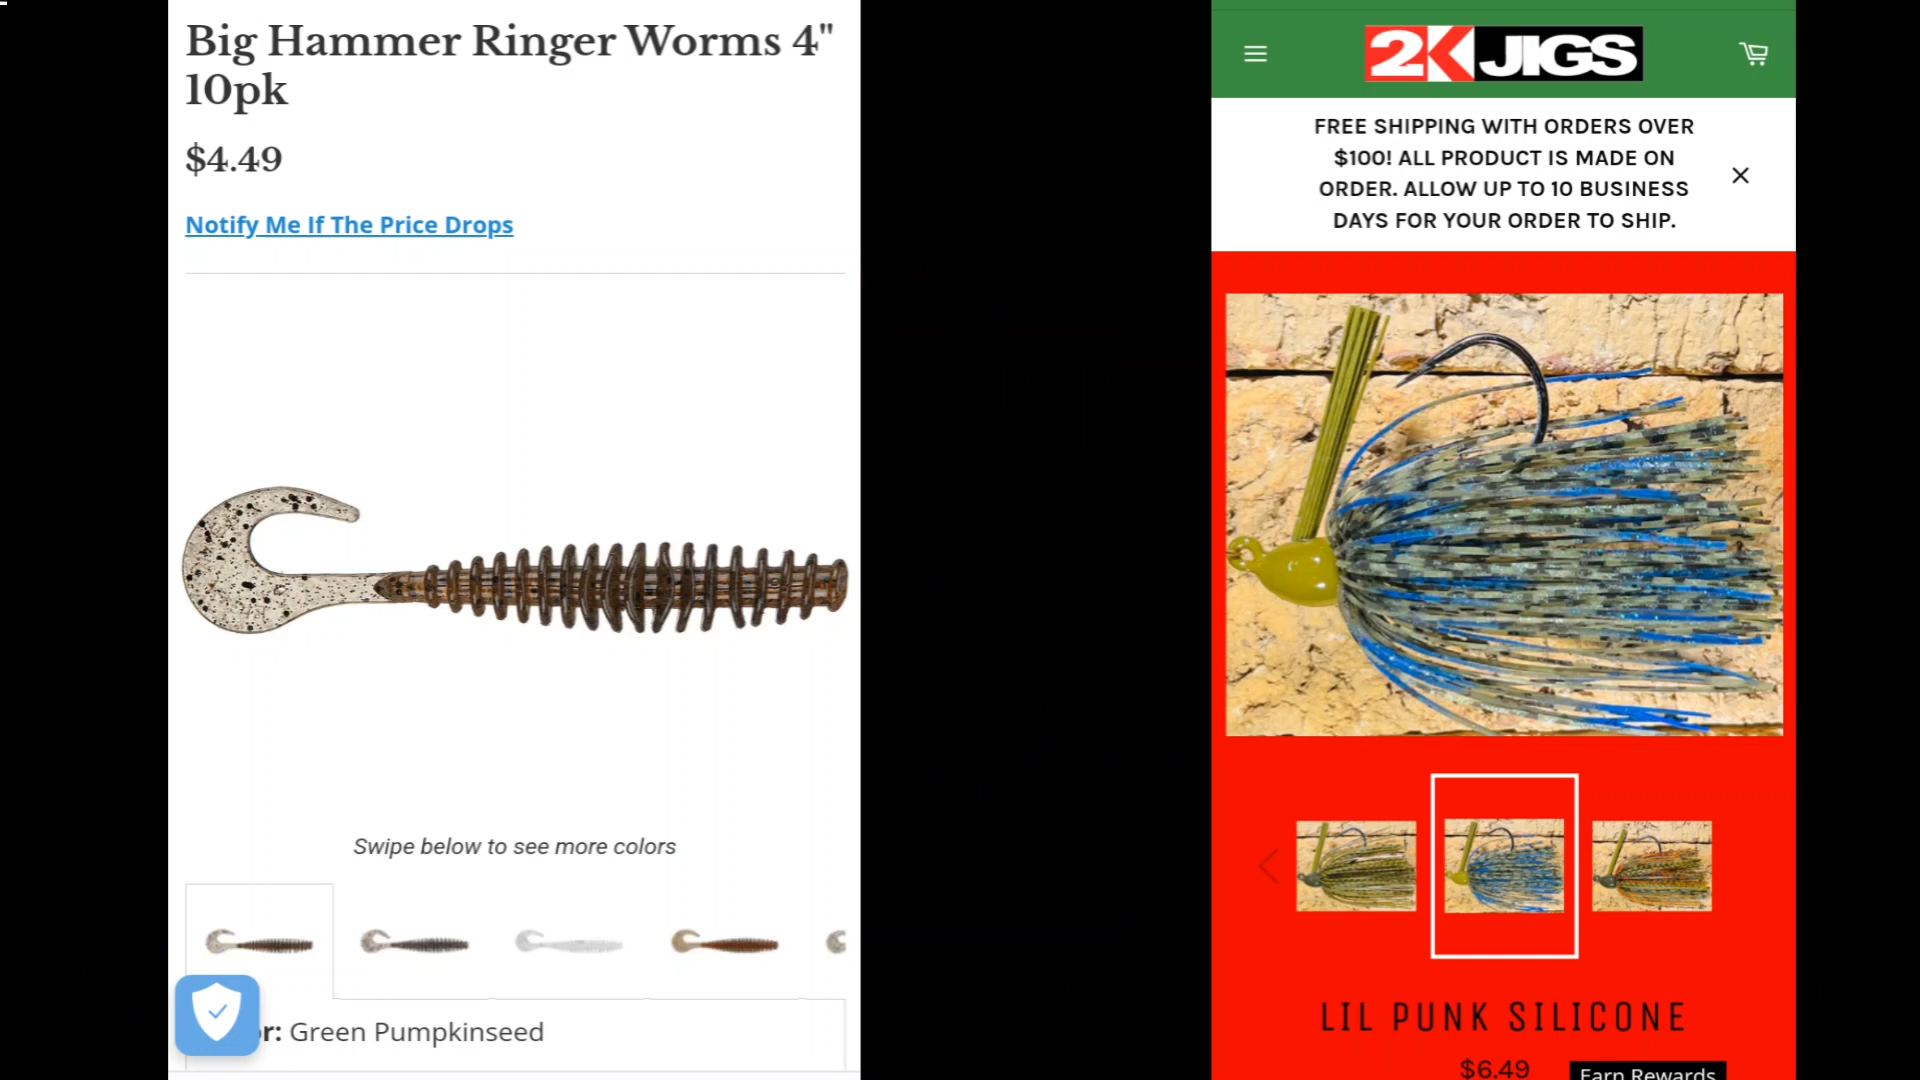 Big Hammer Ringer Worms 4"
10pk
$4.49
Notify Me If The Price Drops
Swipe below to see more colors
or: Green Pumpkinseed
2K JIGS
FREE SHIPPING WITH ORDERS OVER
$100! ALL PRODUCT IS MADE ON
ORDER. ALLOW UP TO 10 BUSINESS
DAYS FOR YOUR ORDER TO SHIP.
LIL PUNK SILICONE
$6.49
Earn Rewards